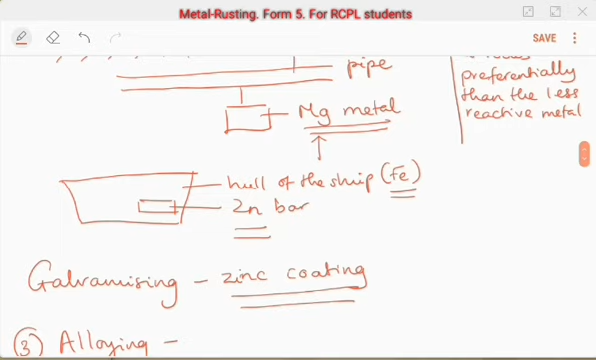 Metal-Rusting. Form 5. For RCPL students
SAVE
pipe
Mg metal
preferentially
than the less
reactive metal
hull of the ship (Fe)
Zn bar
Galvanising - zinc coating
③ Alloying -